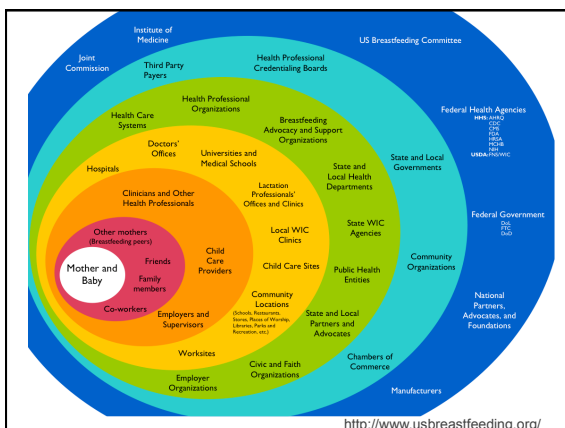 Institute of
Medicine
US Breastfeeding Committee
Joint
Commission
Third Party
Payers
Health Professional
Credentialing Boards
Federal Health Agencies
HHS: AHRQ
CDC
CMS
FDA
HRSA
MCHB
NIH
USDA: FNS/WIC
Health Professional
Organizations
Health Care
Systems
Breastfeeding
Advocacy and Support
Organizations
Doctors'
Offices
Universities and
Medical Schools
Hospitals
State and
Local Health
Departments
State and Local
Governments
Clinicians and Other
Health Professionals
Lactation
Professionals'
Offices and Clinics
Federal Government
DoL
FTC
DoD
State WIC
Agencies
Other mothers
(Breastfeeding peers)
Local WIC
Clinics
Friends
Child
Care
Providers
Child Care Sites
Community
Organizations
Mother and
Baby
Family
members
Public Health
Entities
Co-workers
Employers and
Supervisors
Community
Locations
(Schools, Restaurants,
Stores, Places of Worship,
Libraries, Parks and
Recreation, etc.)
National
Partners,
Advocates, and
Foundations
State and Local
Partners and
Advocates
Worksites
Civic and Faith
Organizations
Chambers of
Commerce
Employer
Organizations
Manufacturers
http://www.usbreastfeeding.org/